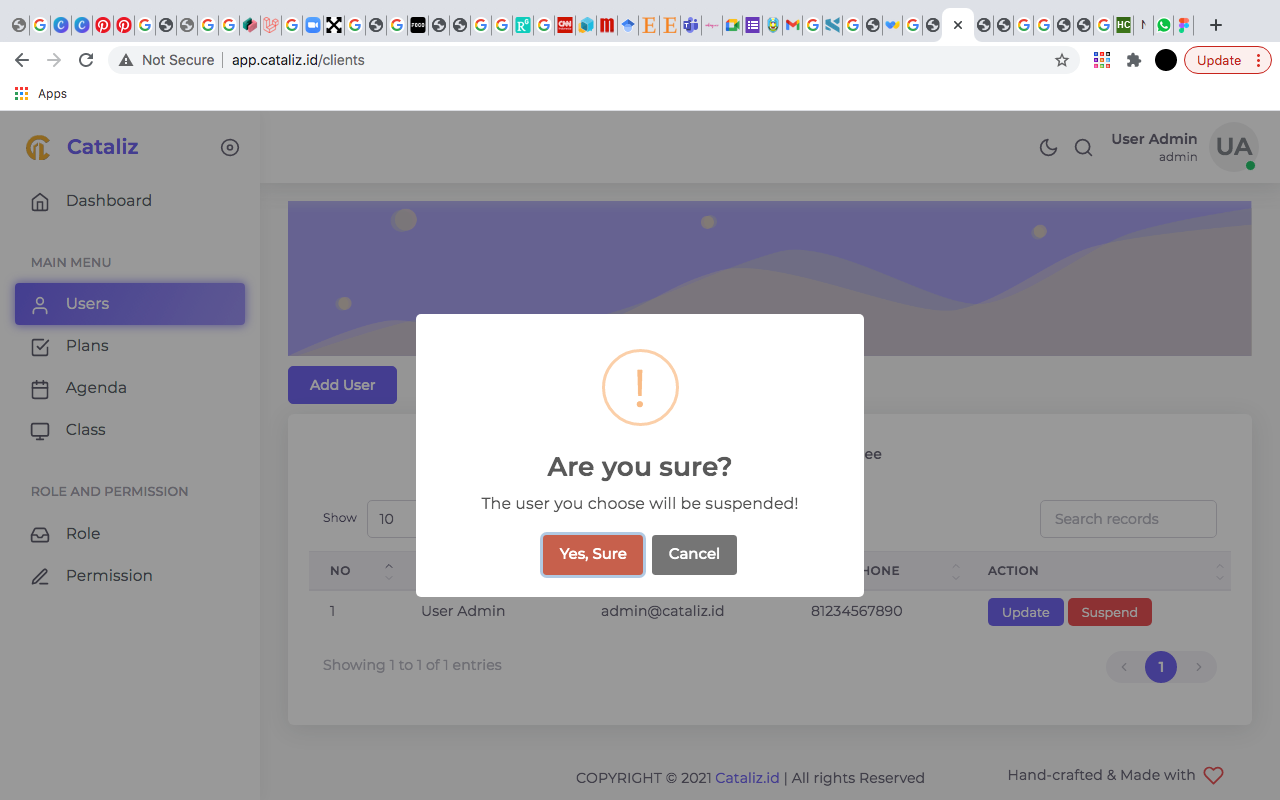 Not Secure | app.cataliz.id/clients
Update
Apps
Cataliz
User Admin
admin
UA
Dashboard
MAIN MENU
Users
Plans
Agenda
Class
ROLE AND PERMISSION
Role
Permission
Add User
Are you sure?
The user you choose will be suspended!
Yes, Sure
Cancel
ee
Show 10
Search records
NO
HONE
ACTION
1 User Admin admin@cataliz.id 81234567890 Update Suspend
Showing 1 to 1 of 1 entries
1
COPYRIGHT © 2021 Cataliz.id | All rights Reserved
Hand-crafted & Made with